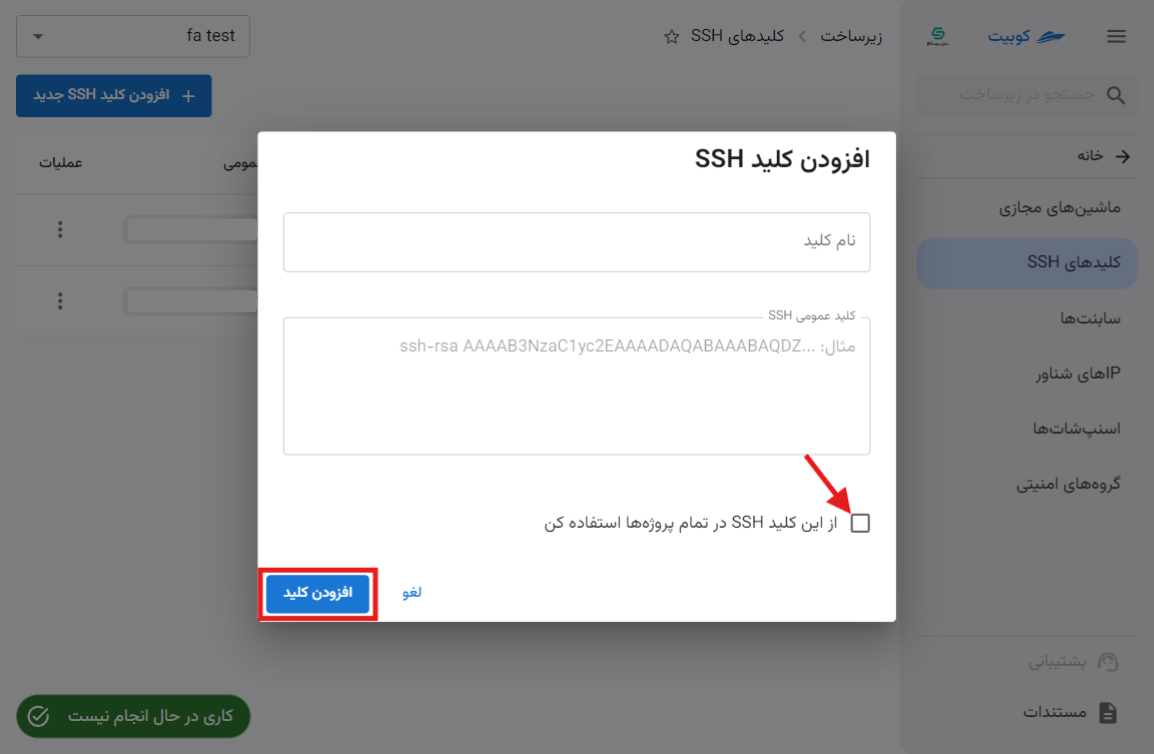 کوبیت
زیرساخت
کلیدهای SSH
fa test
جستجو در زیرساخت
خانه
ماشین‌های مجازی
کلیدهای SSH
سابنت‌ها
IPهای شناور
اسنپ‌شات‌ها
گروه‌های امنیتی
پشتیبانی
مستندات
افزودن کلید SSH جدید
عملیات
افزودن کلید SSH
نام کلید
کلید عمومی SSH
مثال: ...ssh-rsa AAAAB3NzaC1yc2EAAAADAQABAAABAQDZ
از این کلید SSH در تمام پروژه‌ها استفاده کن
لغو
افزودن کلید
کاری در حال انجام نیست